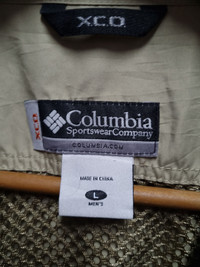 XCO
Columbia
Sportswear Company
COLUMBIA.COM
XCO
MADE IN CHINA
L
MEN'S